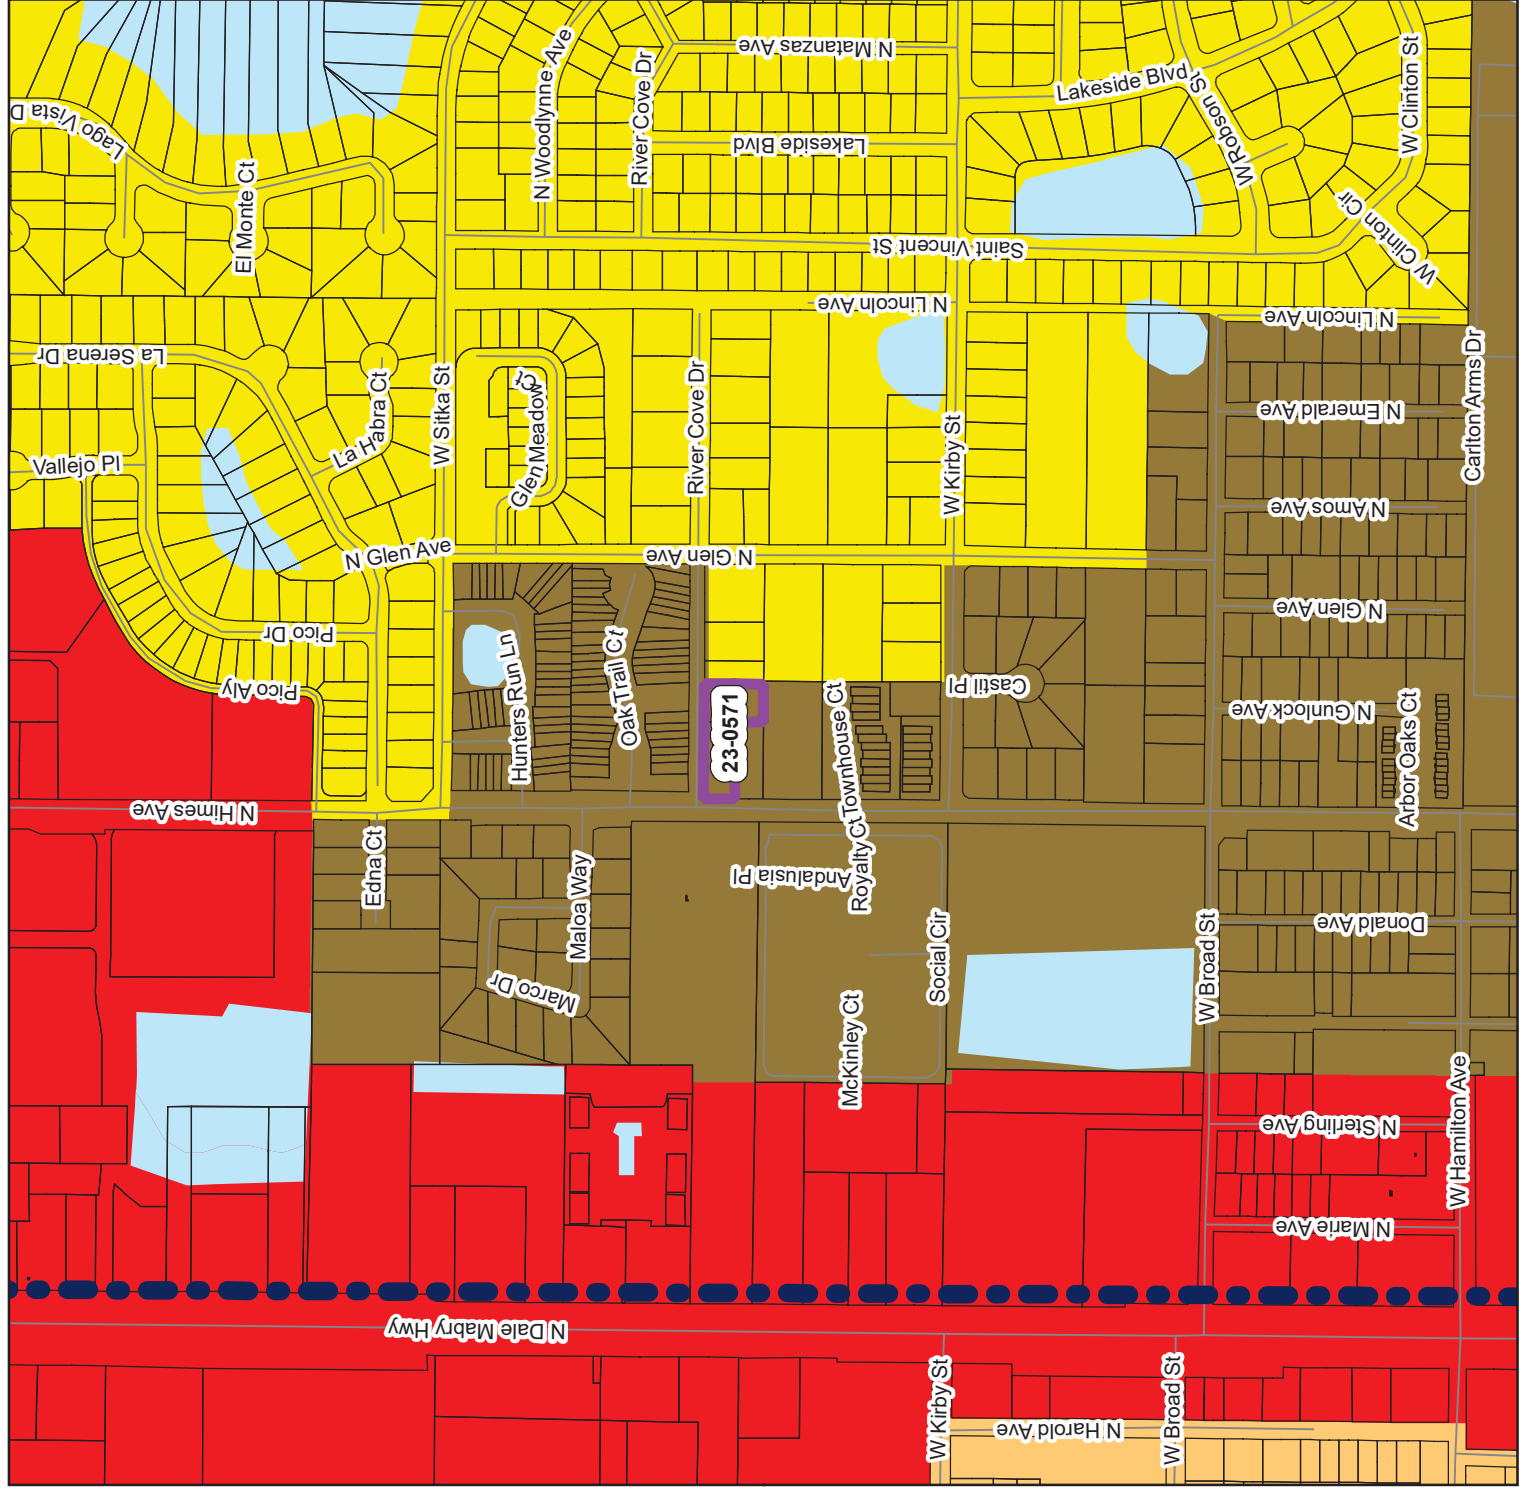 N Matanzas Ave
N Woodlynne Ave
River Cove Dr
Lakeside Blvd
W Robson St
W Clinton St
Lago Vista D
Lakeside Blvd
El Monte Ct
W Clinton Cir
Saint Vincent St
N Lincoln Ave
N Lincoln Ave
La Serena Dr
La Habra Ct
W Sitka St
Glen Meadow Ct
River Cove Dr
W Kirby St
N Emerald Ave
Carlton Arms Dr
Vallejo Pl
N Amos Ave
N Glen Ave
N Glen Ave
N Glen Ave
Pico Dr
Pico Aly
Hunters Run Ln
Oak Trail Ct
23-0571
Townhouse Ct
Castil Pl
N Gunlock Ave
Arbor Oaks Ct
N Himes Ave
Edna Ct
Maloa Way
Andalusia Pl
Royalty Ct
Social Cir
W Broad St
Donald Ave
Marco Dr
McKinley Ct
N Sterling Ave
W Hamilton Ave
N Marie Ave
N Dale Mabry Hwy
W Kirby St
N Harold Ave
W Broad St